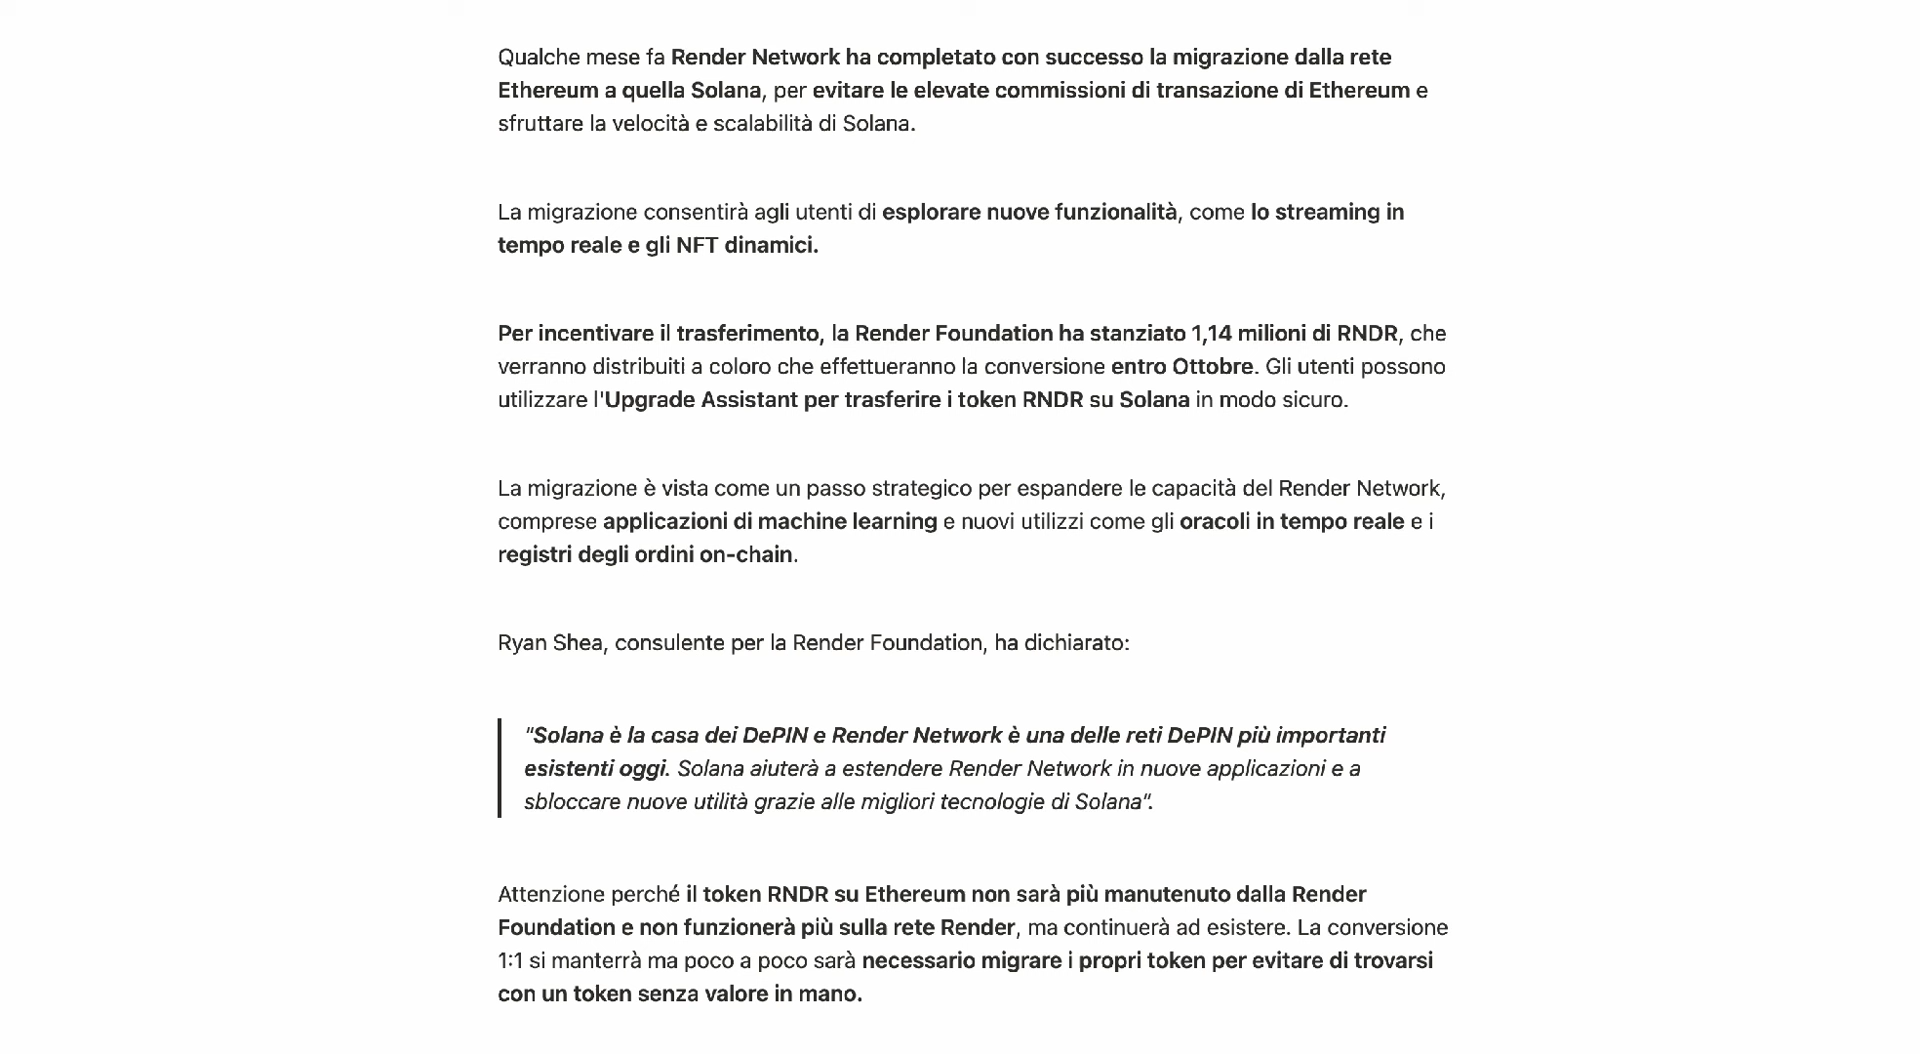 Qualche mese fa Render Network ha completato con successo la migrazione dalla rete
Ethereum a quella Solana, per evitare le elevate commissioni di transazione di Ethereum e
sfruttare la velocità e scalabilità di Solana.
La migrazione consentirà agli utenti di esplorare nuove funzionalità, come lo streaming in
tempo reale e gli NFT dinamici.
Per incentivare il trasferimento, la Render Foundation ha stanziato 1,14 milioni di RNDR, che
verranno distribuiti a coloro che effettueranno la conversione entro Ottobre. Gli utenti possono
utilizzare l'Upgrade Assistant per trasferire i token RNDR su Solana in modo sicuro.
La migrazione è vista come un passo strategico per espandere le capacità del Render Network,
comprese applicazioni di machine learning e nuovi utilizzi come gli oracoli in tempo reale e i
registri degli ordini on-chain.
Ryan Shea, consulente per la Render Foundation, ha dichiarato:
"Solana è la casa dei DePIN e Render Network è una delle reti DePIN più importanti
esistenti oggi. Solana aiuterà a estendere Render Network in nuove applicazioni e a
sbloccare nuove utilità grazie alle migliori tecnologie di Solana".
Attenzione perché il token RNDR su Ethereum non sarà più manutenuto dalla Render
Foundation e non funzionerà più sulla rete Render, ma continuerà ad esistere. La conversione
1:1 si manterrà ma poco a poco sarà necessario migrare i propri token per evitare di trovarsi
con un token senza valore in mano.